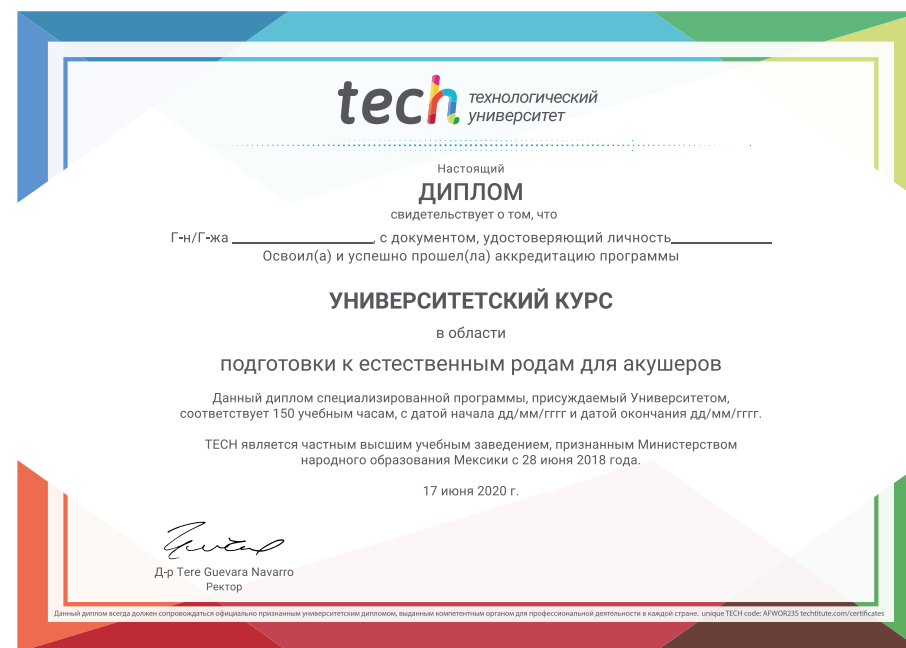 tech технологический
университет
Настоящий
ДИПЛОМ
свидетельствует о том, что
Г-н/Г-жа ____________________, с документом, удостоверяющий личность______________
Освоил(а) и успешно прошел(ла) аккредитацию программы
УНИВЕРСИТЕТСКИЙ КУРС
в области
подготовки к естественным родам для акушеров
Данный диплом специализированной программы, присуждаемый Университетом,
соответствует 150 учебным часам, с датой начала дд/мм/гггг и датой окончания дд/мм/гггг.
TECH является частным высшим учебным заведением, признанным Министерством
народного образования Мексики с 28 июня 2018 года.
17 июня 2020 г.
Д-р Tere Guevara Navarro
Ректор
Данный диплом всегда должен сопровождаться официально признанным университетским дипломом, выданным компетентным органом для профессиональной деятельности в каждой стране. unique TECH code: AFWOR23S techtitute.com/certificates